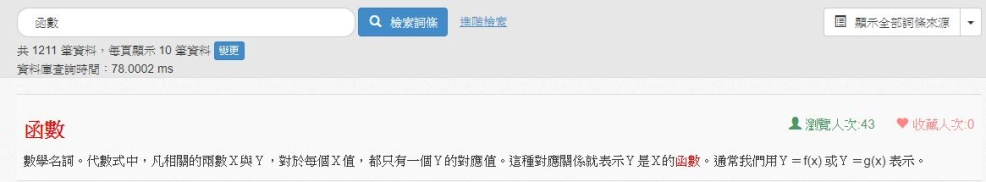 函數 檢索詞條 進階檢索 顯示全部詞條來源
共 1211 筆資料，每頁顯示 10 筆資料 變更
資料庫查詢時間：78.0002 ms
函數 瀏覽人次:43 收藏人次:0
數學名詞。代數式中，凡相關的兩數Ｘ與Ｙ，對於每個Ｘ值，都只有一個Ｙ的對應值。這種對應關係就表示Ｙ是Ｘ的函數。通常我們用Ｙ＝f(x) 或Ｙ＝g(x) 表示。